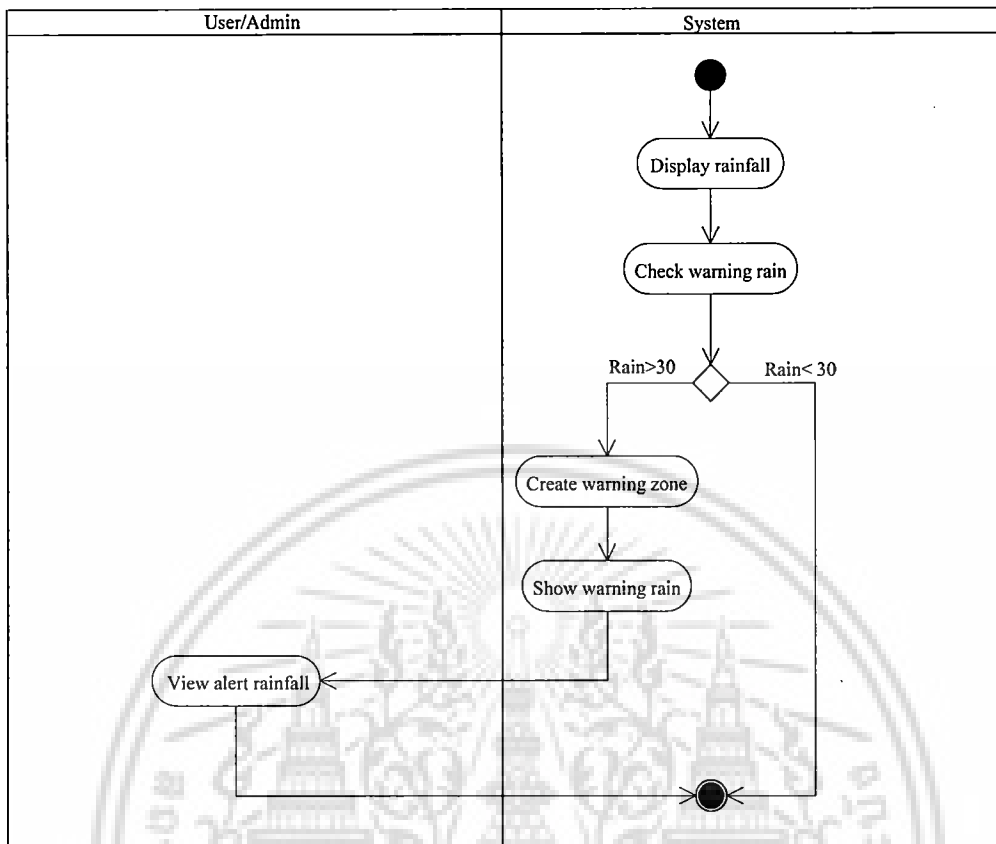 User/Admin
System
Display rainfall
Check warning rain
Rain>30
Rain< 30
Create warning zone
Show warning rain
View alert rainfall